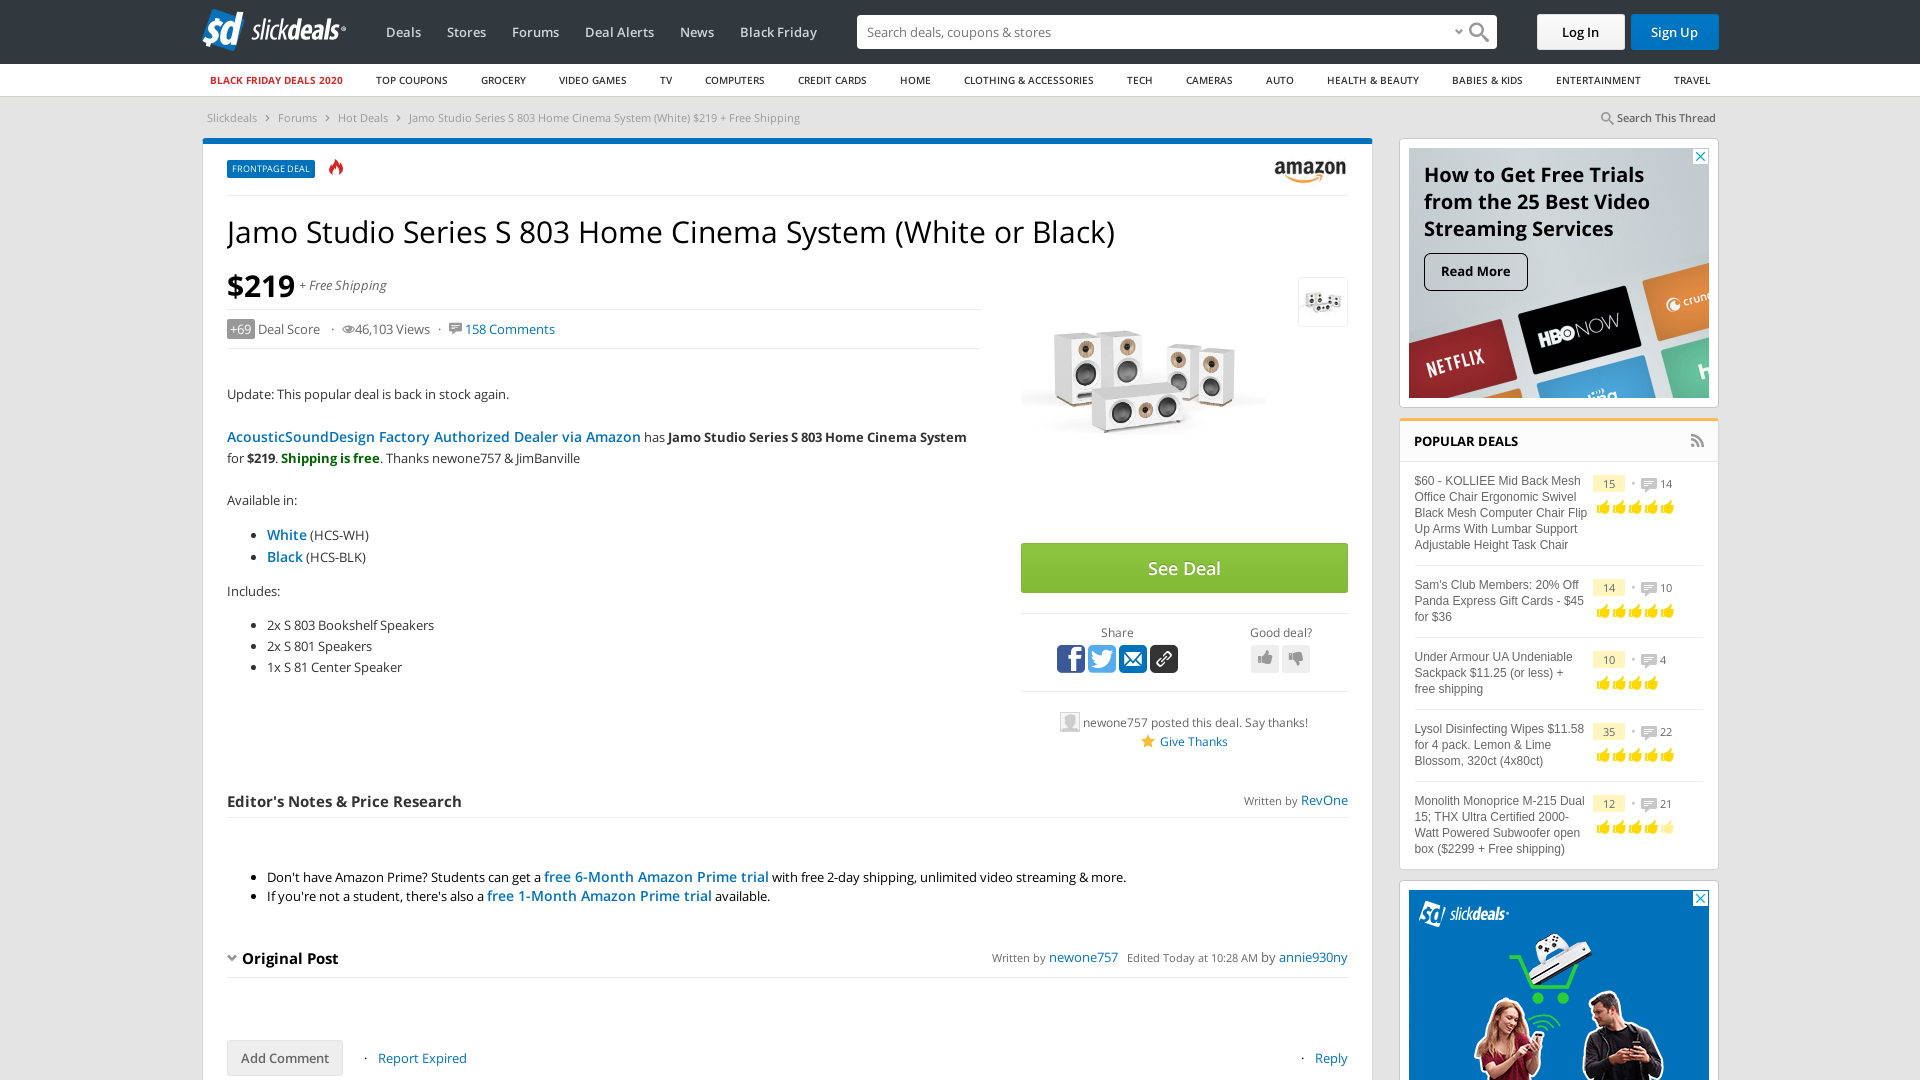 sd slickdeals
Deals Stores Forums Deal Alerts News Black Friday
Search deals, coupons & shopping
Log In Sign Up
BLACK FRIDAY DEALS 2020 TOP COUPONS GROCERY VIDEO GAMES TV COMPUTERS CREDIT CARDS HOME CLOTHING & ACCESSORIES TECH CAMERAS AUTO HEALTH & BEAUTY BABIES & KIDS ENTERTAINMENT TRAVEL
Slickdeals > Forums > Hot Deals > Jamo Studio Series S 803 Home Cinema System (White) $219 + Free Shipping
Search This Thread
FRONTPAGE DEAL
amazon
Jamo Studio Series S 803 Home Cinema System (White or Black)
$219 + Free Shipping
+69 Deal Score · 46,103 Views · 158 Comments
Update: This popular deal is back in stock again.
AcousticSoundDesign Factory Authorized Dealer via Amazon has Jamo Studio Series S 803 Home Cinema System
for $219. Shipping is free. Thanks newone757 & JimBanville
Available in:
• White (HCS-WH)
• Black (HCS-BLK)
Includes:
• 2x S 803 Bookshelf Speakers
• 2x S 801 Speakers
• 1x S 81 Center Speaker
See Deal
Share
Good deal?
newone757 posted this deal. Say thanks!
Give Thanks
Editor's Notes & Price Research
Written by RevOne
• Don't have Amazon Prime? Students can get a free 6-Month Amazon Prime trial with free 2-day shipping, unlimited video streaming & more.
• If you're not a student, there's also a free 1-Month Amazon Prime trial available.
Original Post
Written by newone757 Edited Today at 10:28 AM by annie930ny
Add Comment · Report Expired
· Reply
How to Get Free Trials
from the 25 Best Video
Streaming Services
Read More
NETFLIX
HBO NOW
crun
POPULAR DEALS
$60 - KOLLIEE Mid Back Mesh
Office Chair Ergonomic Swivel
Black Mesh Computer Chair Flip
Up Arms With Lumbar Support
Adjustable Height Task Chair
15 • 14
Sam's Club Members: 20% Off
Panda Express Gift Cards - $45
for $36
14 • 10
Under Armour UA Undeniable
Sackpack $11.25 (or less) +
free shipping
10 • 4
Lysol Disinfecting Wipes $11.58
for 4 pack. Lemon & Lime
Blossom, 320ct (4x80ct)
35 • 22
Monolith Monoprice M-215 Dual
15; THX Ultra Certified 2000-
Watt Powered Subwoofer open
box ($2299 + Free shipping)
12 • 21
sd slickdeals